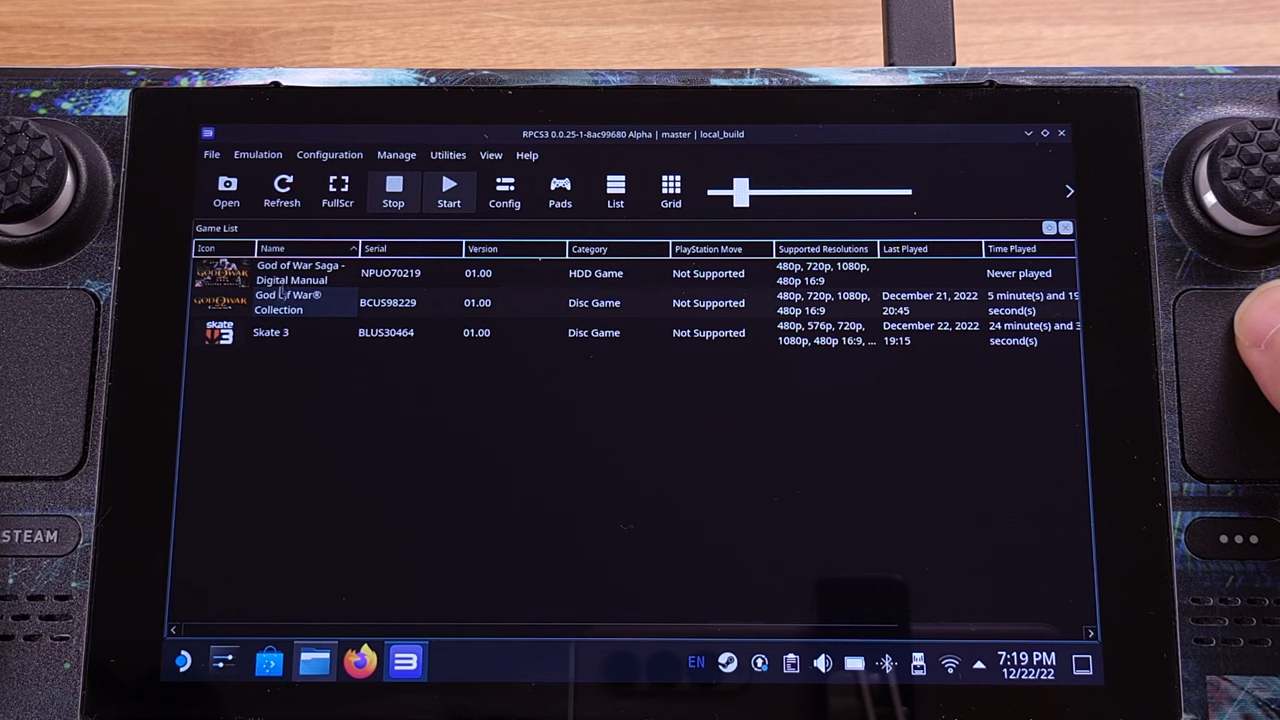 RPCS3 0.0.25-1-8ac99680 Alpha | master | local_build
File Emulation Configuration Manage Utilities View Help
Open Refresh FullScr Stop Start Config Pads List Grid
Game List
Icon Name Serial Version Category PlayStation Move Supported Resolutions Last Played Time Played
God of War Saga - Digital Manual NPUO70219 01.00 HDD Game Not Supported 480p, 720p, 1080p, 480p 16:9 Never played
God of War® Collection BCUS98229 01.00 Disc Game Not Supported 480p, 720p, 1080p, 480p 16:9 December 21, 2022 20:45 5 minute(s) and 19 second(s)
skate 3 Skate 3 BLUS30464 01.00 Disc Game Not Supported 480p, 576p, 720p, 1080p, 480p 16:9, ... December 22, 2022 19:15 24 minute(s) and 3 second(s)
STEAM
EN 7:19 PM
12/22/22